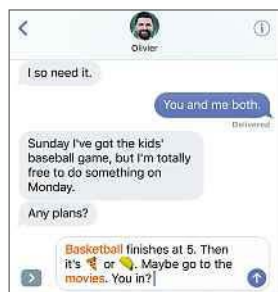 Olivier
I so need it.
You and me both.
Delivered
Sunday I've got the kids'
baseball game, but I'm totally
free to do something on
Monday.
Any plans?
Basketball finishes at 5. Then
it's 🍕 or 🌮. Maybe go to the
movies. You in?